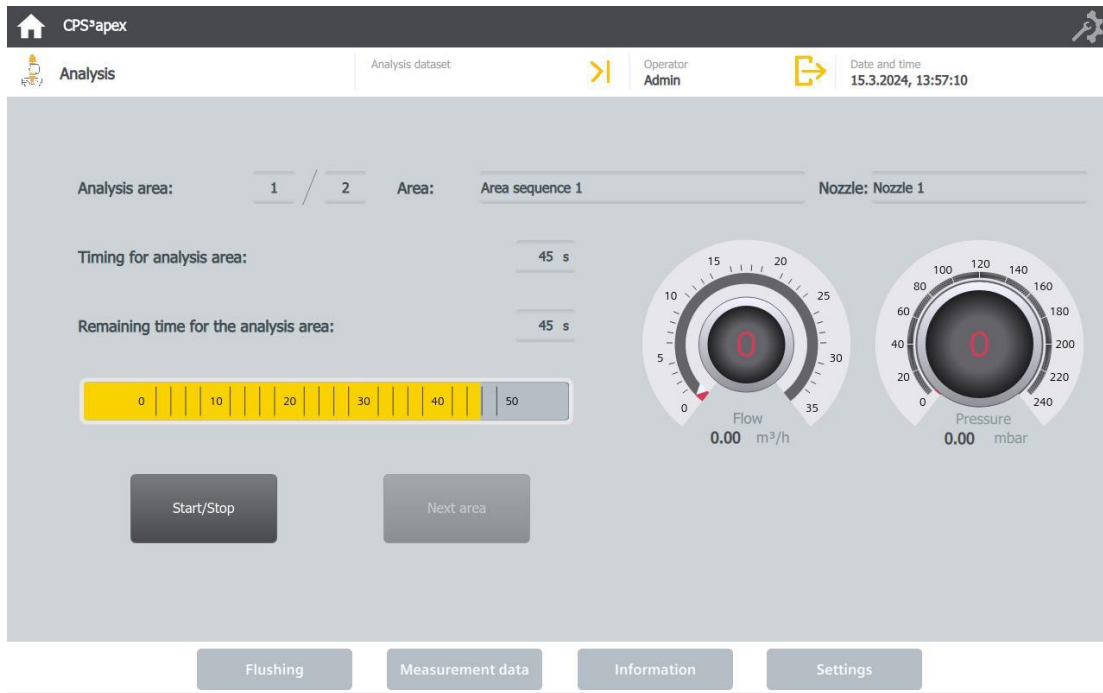 CPS³apex
Analysis
Analysis dataset
Operator
Admin
Date and time
15.3.2024, 13:57:10
Analysis area:
1 / 2
Area:
Area sequence 1
Nozzle: Nozzle 1
Timing for analysis area:
45 s
Remaining time for the analysis area:
45 s
0 10 20 30 40 50
0 5 10 15 20 25 30 35
0
Flow
0.00 m³/h
0 20 40 60 80 100 120 140 160 180 200 220 240
0
Pressure
0.00 mbar
Start/Stop
Next area
Flushing
Measurement data
Information
Settings